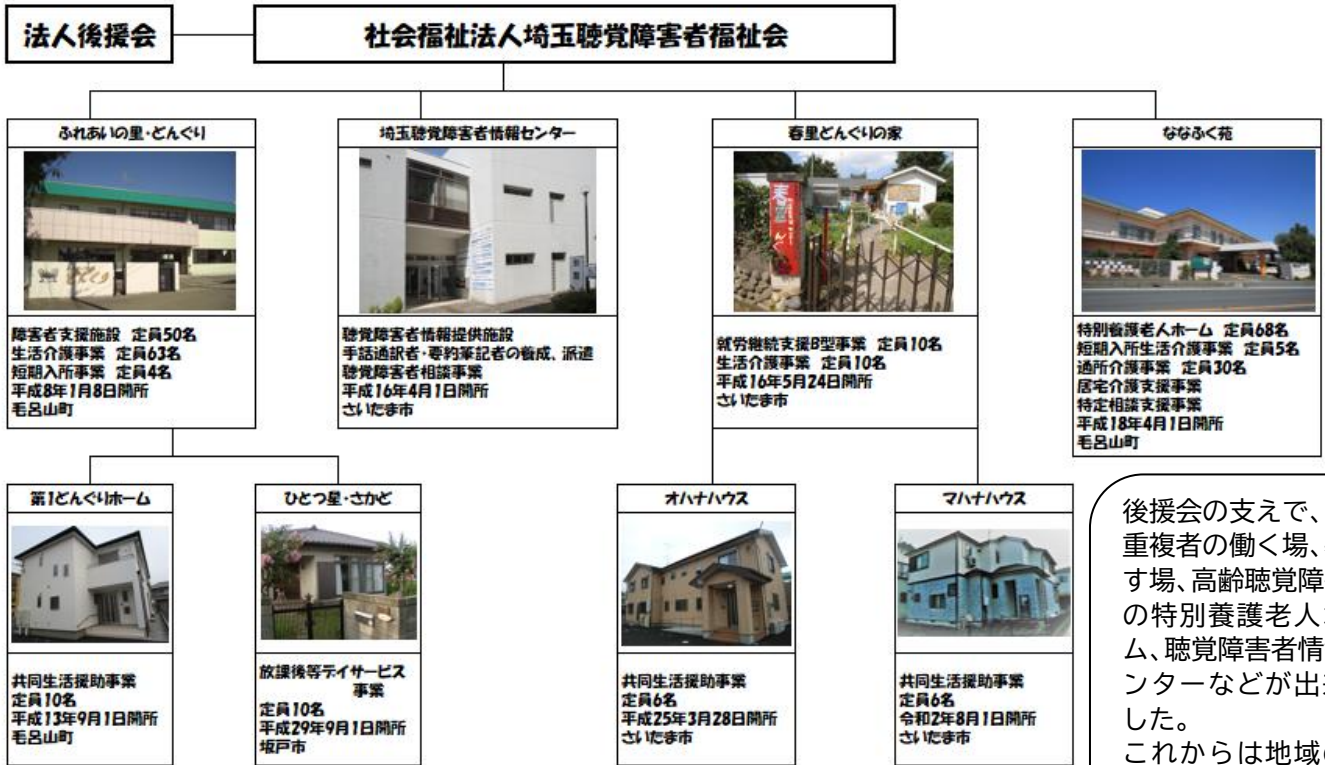 法人後援会
社会福祉法人埼玉聴覚障害者福祉会
ふれあいの里・どんぐり
障害者支援施設 定員50名
生活介護事業 定員63名
短期入所事業 定員4名
平成8年1月8日開所
毛呂山町
埼玉聴覚障害者情報センター
聴覚障害者情報提供施設
手話通訳者・要約筆記者の養成、派遣
聴覚障害者相談事業
平成16年4月1日開所
さいたま市
春里どんぐりの家
就労継続支援B型事業 定員10名
生活介護事業 定員10名
平成16年5月24日開所
さいたま市
ななふく苑
特別養護老人ホーム 定員68名
短期入所生活介護事業 定員5名
通所介護事業 定員30名
居宅介護支援事業
特定相談支援事業
平成18年4月1日開所
毛呂山町
第1どんぐりホーム
共同生活援助事業
定員10名
平成13年9月1日開所
毛呂山町
ひとつ星・さかど
放課後等デイサービス
事業
定員10名
平成29年9月1日開所
坂戸市
オハナハウス
共同生活援助事業
定員6名
平成25年3月28日開所
さいたま市
マハナハウス
共同生活援助事業
定員6名
令和2年8月1日開所
さいたま市
後援会の支えで、
重複者の働く場、
す場、高齢聴覚障
の特別養護老人
ム、聴覚障害者情
ンターなどが出
した。
これからは地域